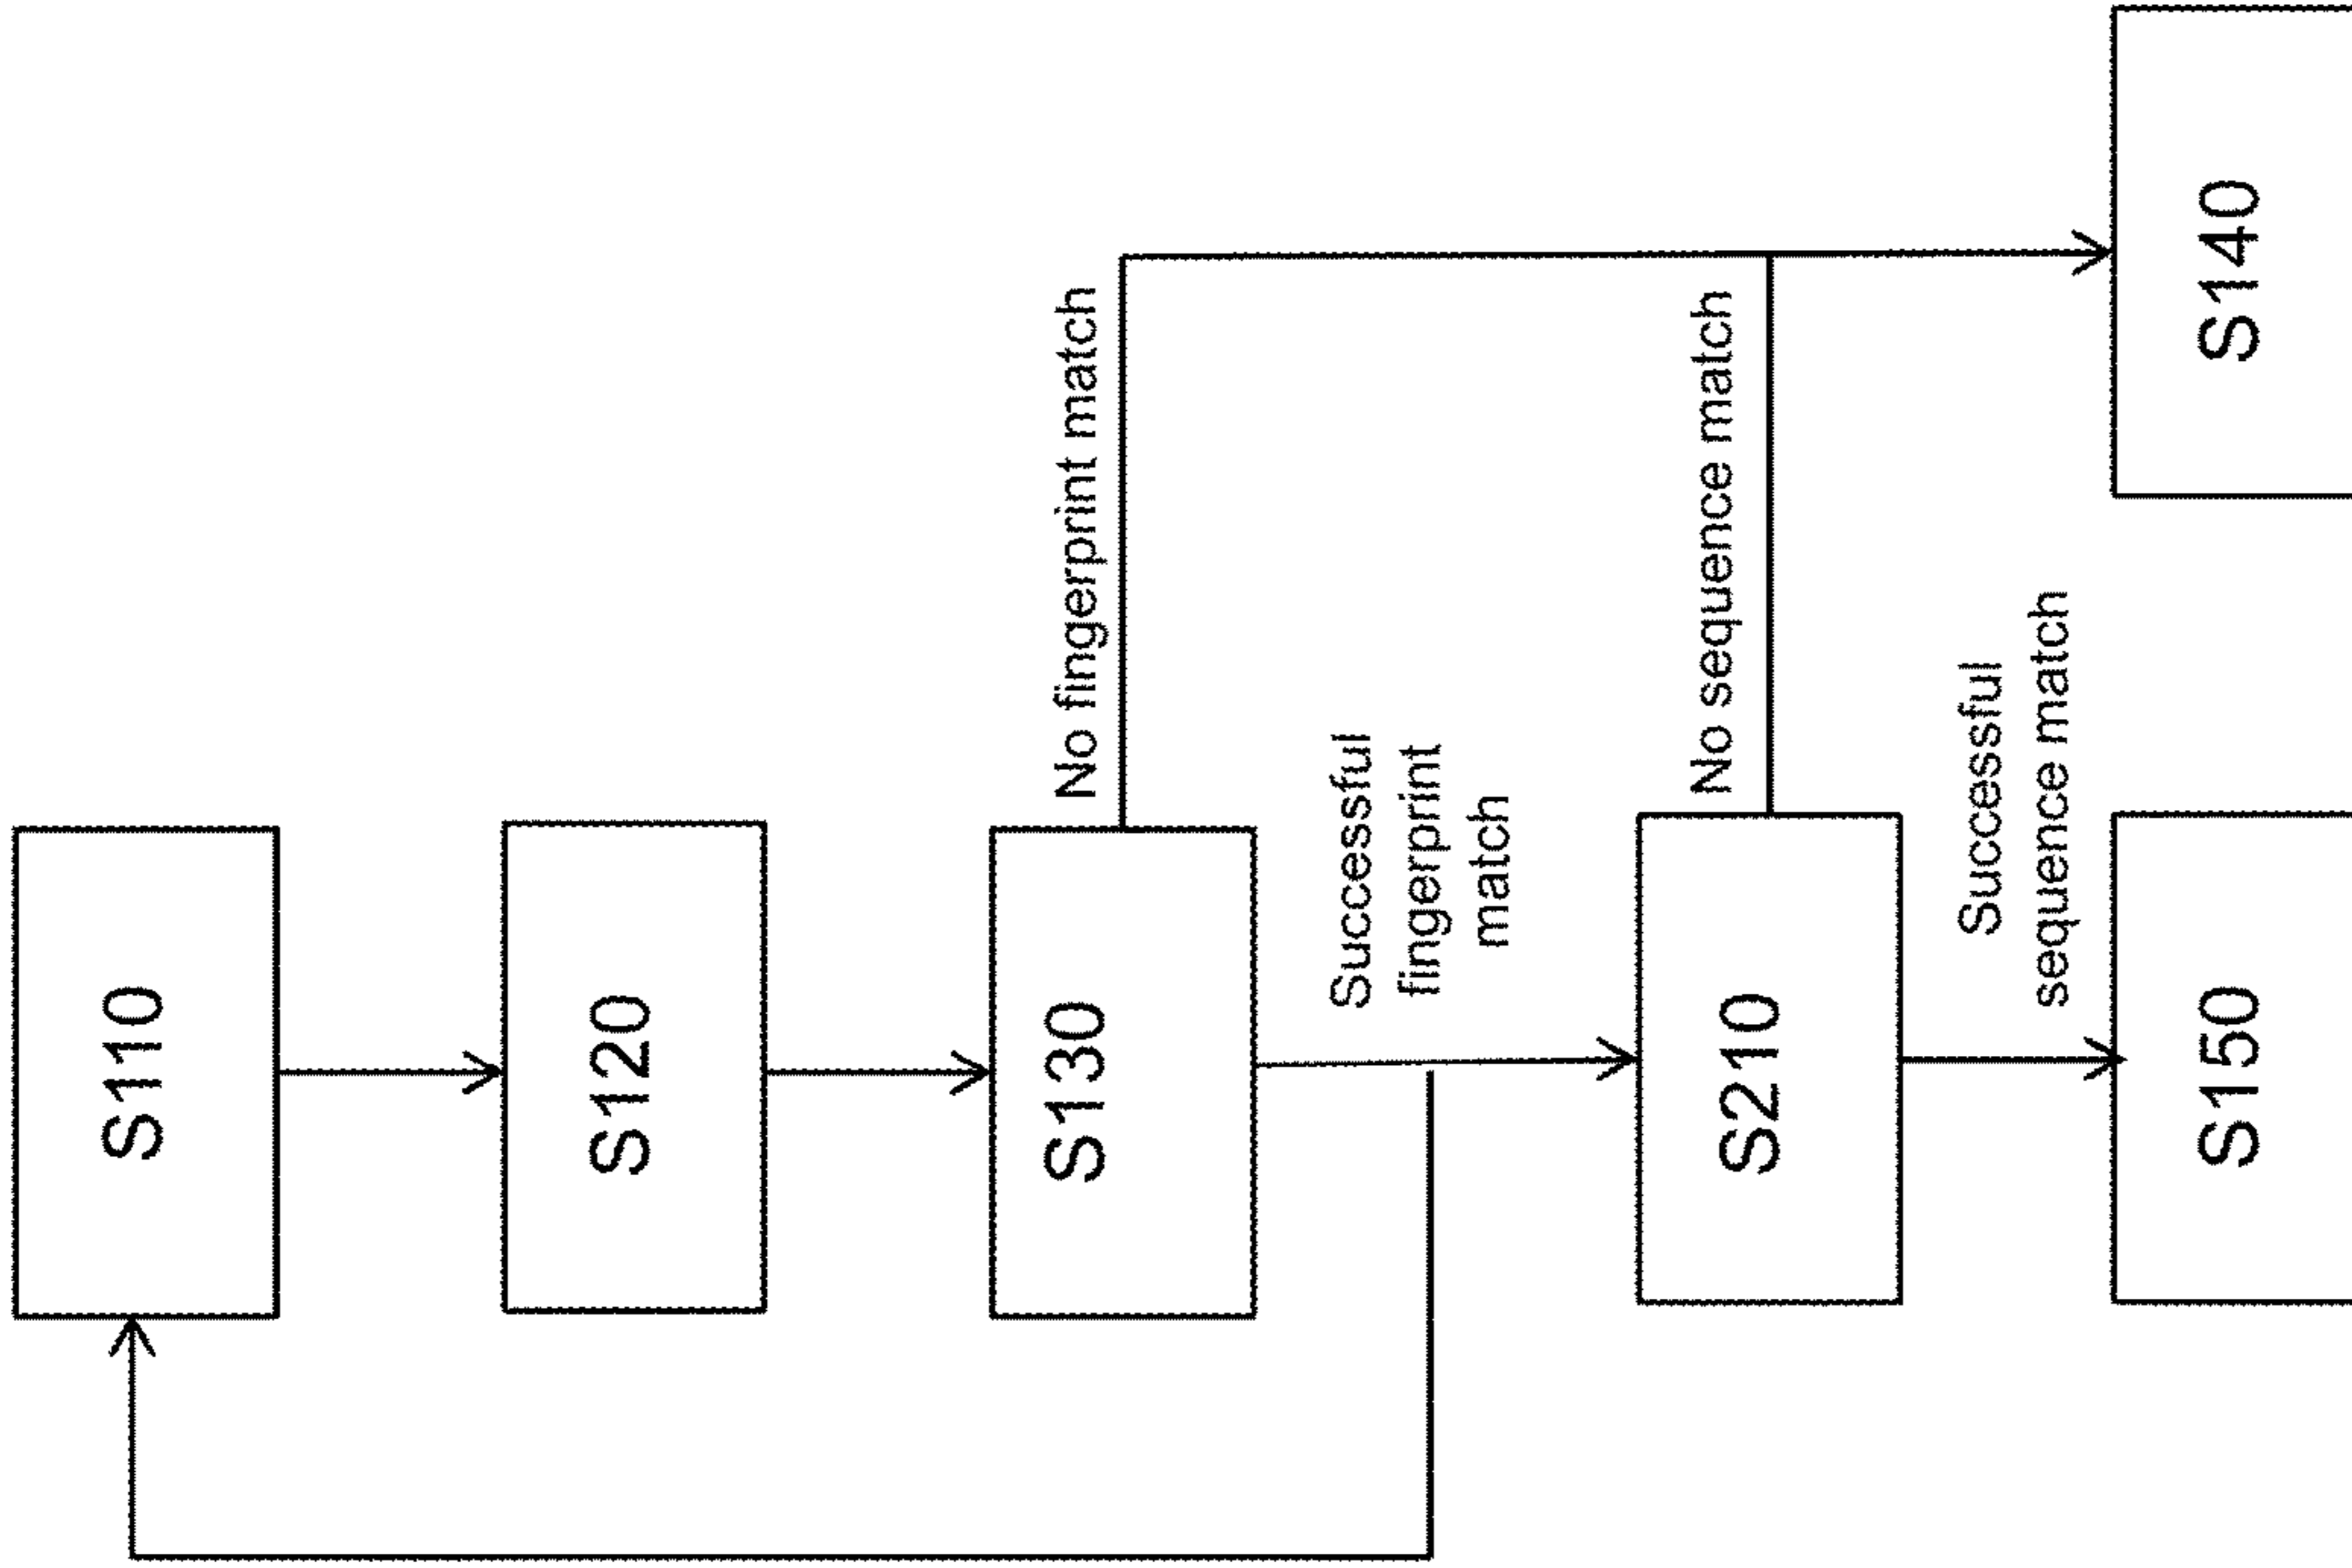 S110
S120
S130
No fingerprint match
Successful
fingerprint
match
S210
No sequence match
Successful
sequence match
S150
S140